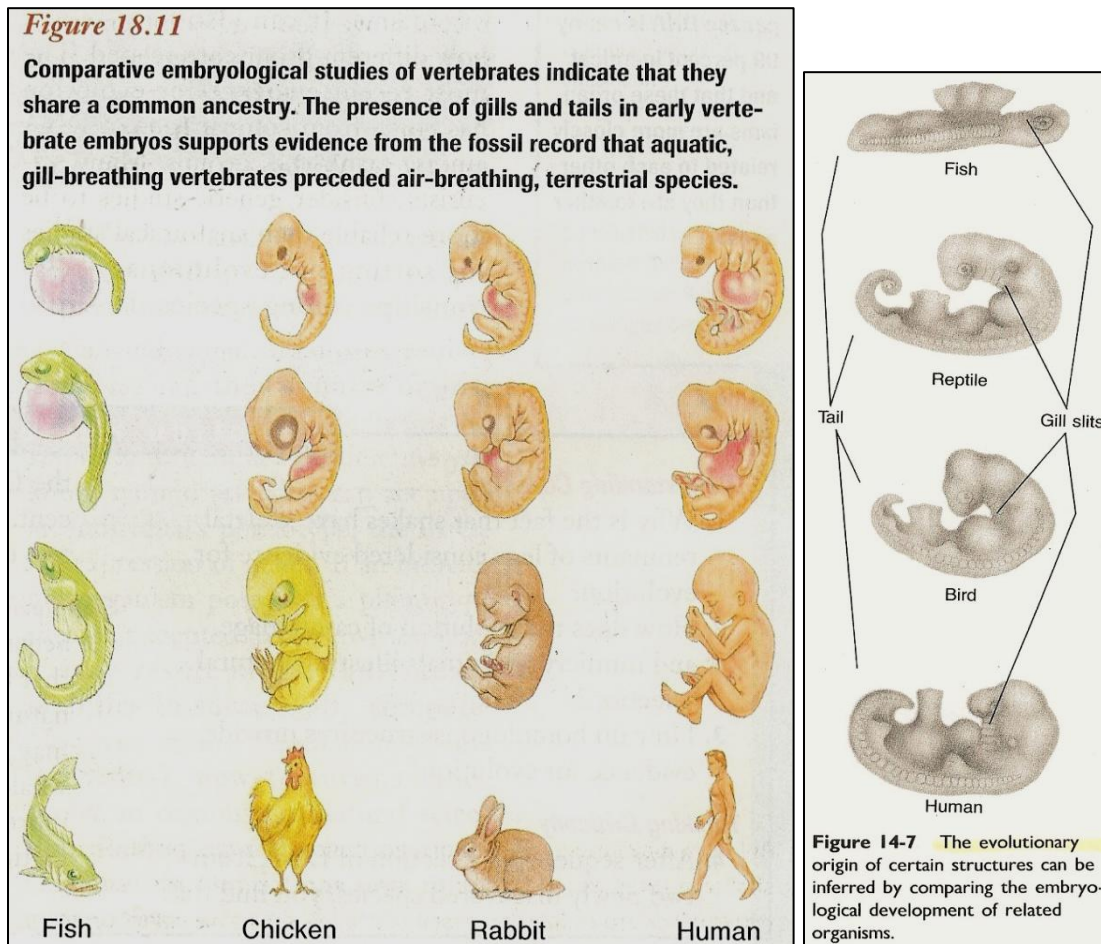 Figure 18.11
Comparative embryological studies of vertebrates indicate that they
share a common ancestry. The presence of gills and tails in early verte-
brate embryos supports evidence from the fossil record that aquatic,
gill-breathing vertebrates preceded air-breathing, terrestrial species.
Fish
Chicken
Rabbit
Human
Fish
Reptile
Tail
Gill slits
Bird
Human
Figure 14-7 The evolutionary
origin of certain structures can be
inferred by comparing the embryo-
logical development of related
organisms.